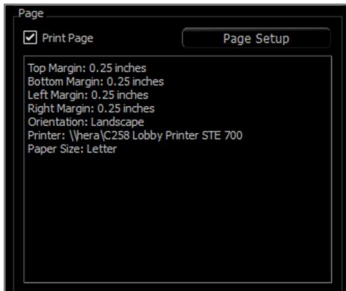 Page
Print Page
Page Setup
Top Margin: 0.25 inches
Bottom Margin: 0.25 inches
Left Margin: 0.25 inches
Right Margin: 0.25 inches
Orientation: Landscape
Printer: \\hera\C258 Lobby Printer STE 700
Paper Size: Letter